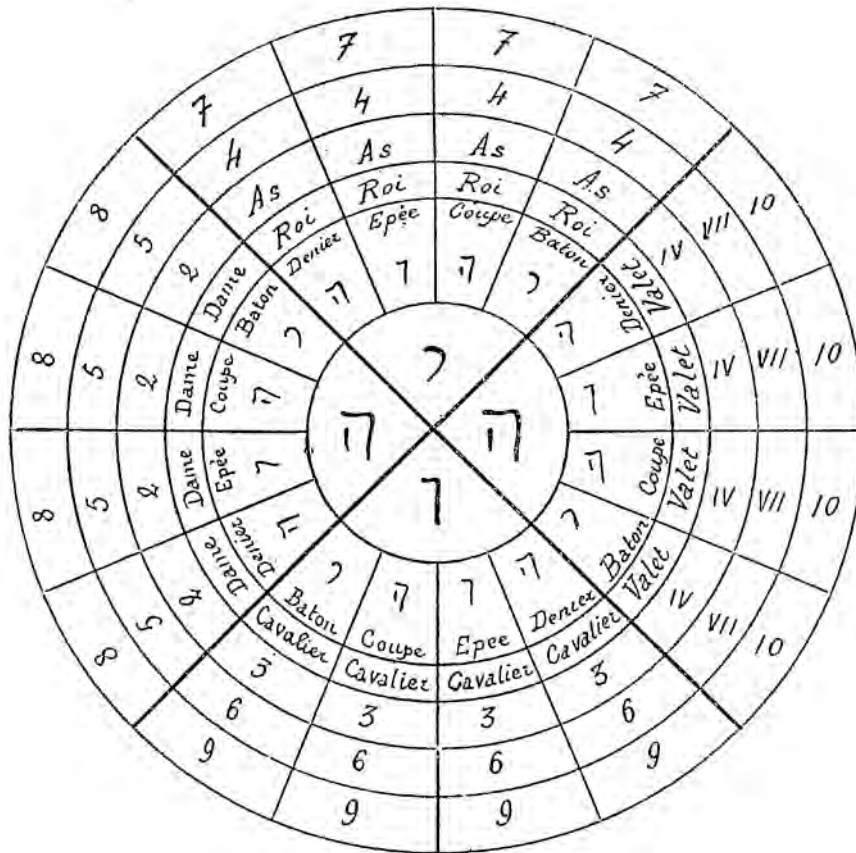 7 7 7 7
4 4 4 4
As As As As
Roi Roi Roi Roi
Denier Epée Coupe Baton
ה ו ה י
8 8 8 8
5 5 5 5
2 2 2 2
Dame Dame Dame Dame
Baton Coupe Epée Denier
י ה ו ה
י
ה ה
ו
ה ו ה י
Denier Epée Coupe Baton
Valet Valet Valet Valet
IV IV IV IV
VII VII VII VII
10 10 10 10
י ה ו ה
Baton Coupe Epee Denier
Cavalier Cavalier Cavalier Cavalier
3 3 3 3
6 6 6 6
9 9 9 9